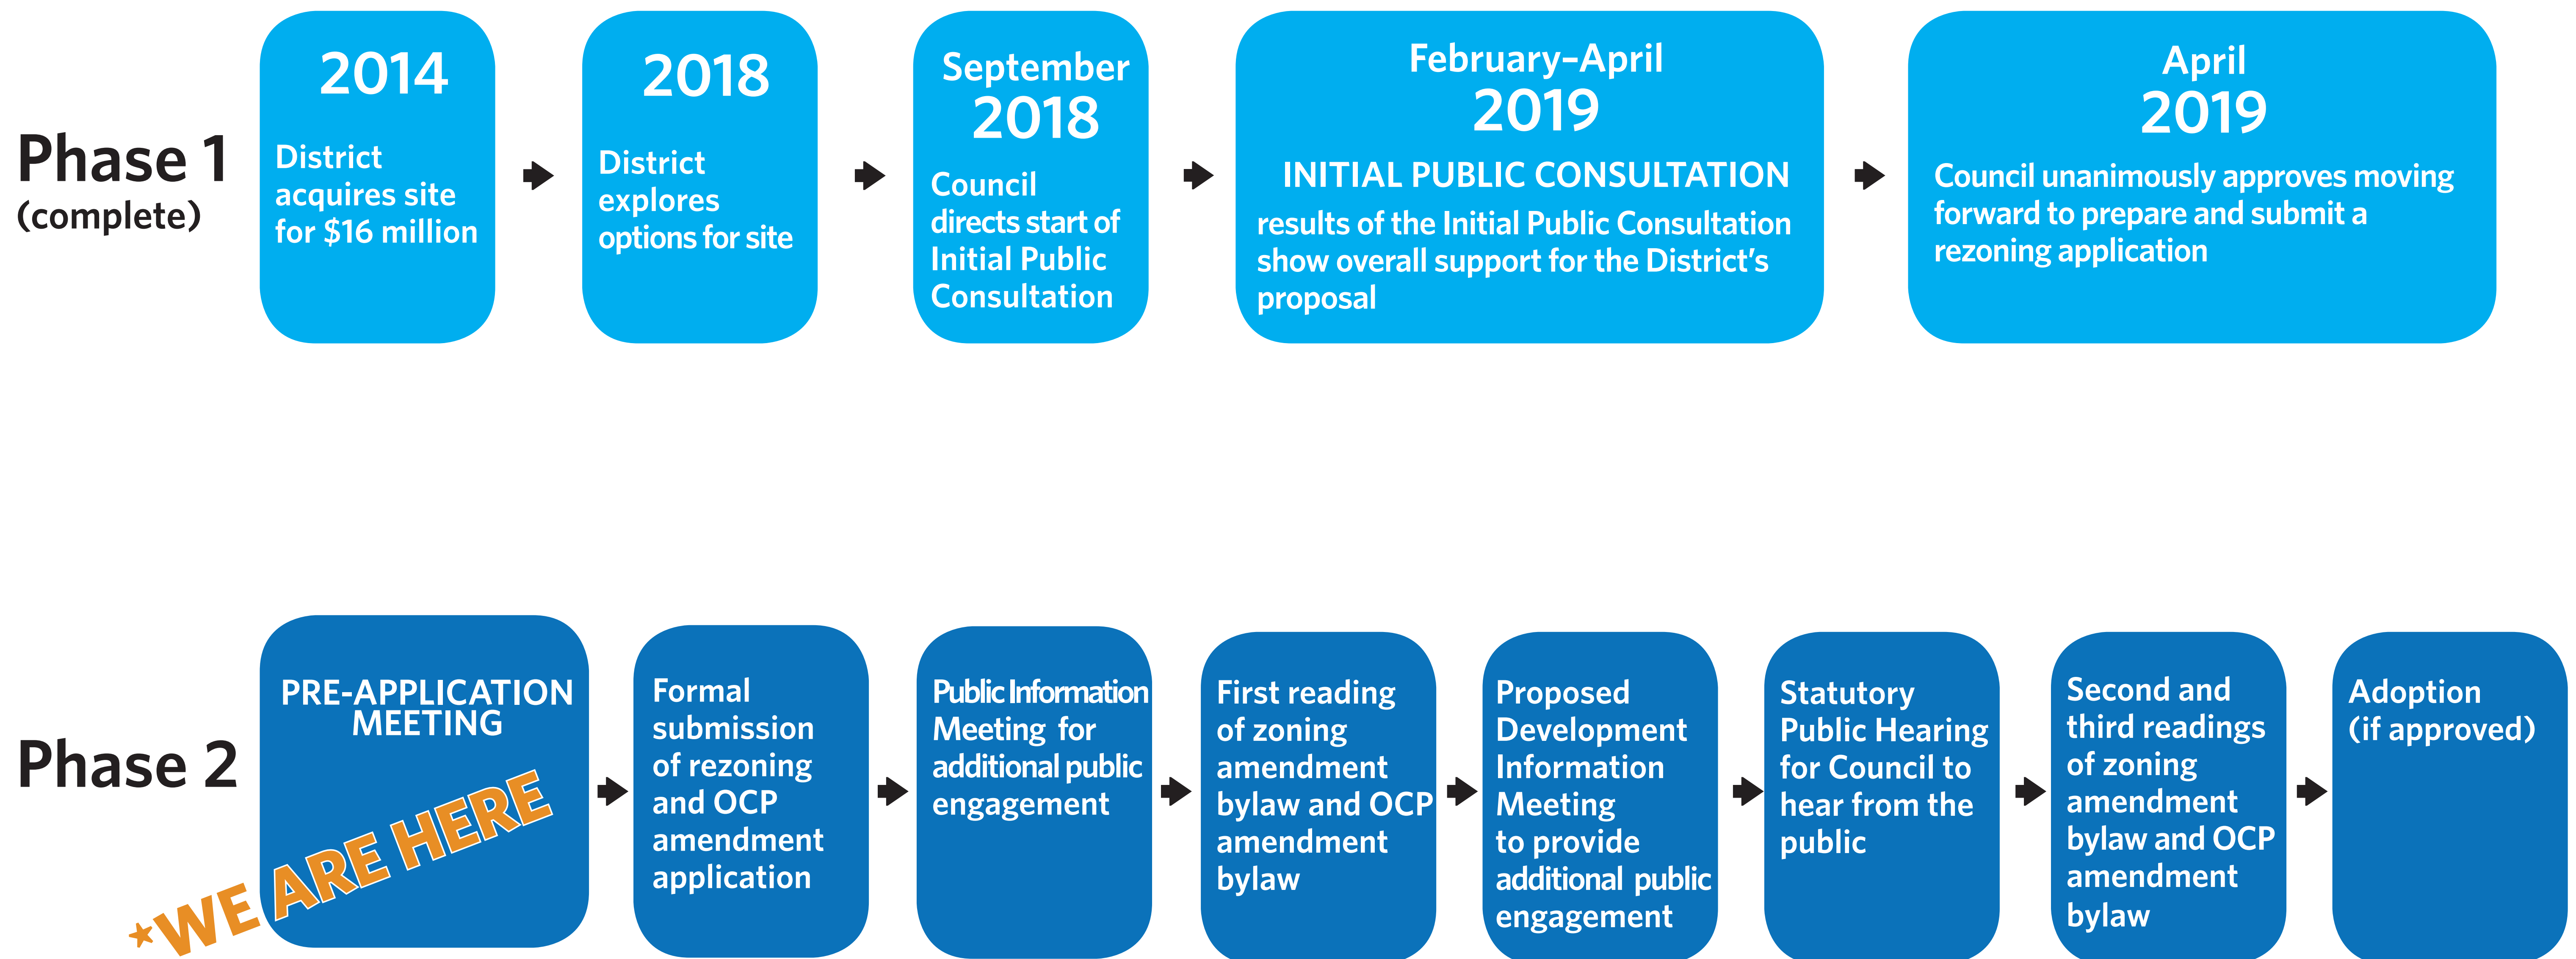 Phase 1
(complete)
2014
District
acquires site
for $16 million
2018
District
explores
options for site
September
2018
Council
directs start of
Initial Public
Consultation
February–April
2019
INITIAL PUBLIC CONSULTATION
results of the Initial Public Consultation
show overall support for the District's
proposal
April
2019
Council unanimously approves moving
forward to prepare and submit a
rezoning application
Phase 2
PRE-APPLICATION
MEETING
*WE ARE HERE
Formal
submission
of rezoning
and OCP
amendment
application
Public Information
Meeting for
additional public
engagement
First reading
of zoning
amendment
bylaw and OCP
amendment
bylaw
Proposed
Development
Information
Meeting
to provide
additional public
engagement
Statutory
Public Hearing
for Council to
hear from the
public
Second and
third readings
of zoning
amendment
bylaw and OCP
amendment
bylaw
Adoption
(if approved)